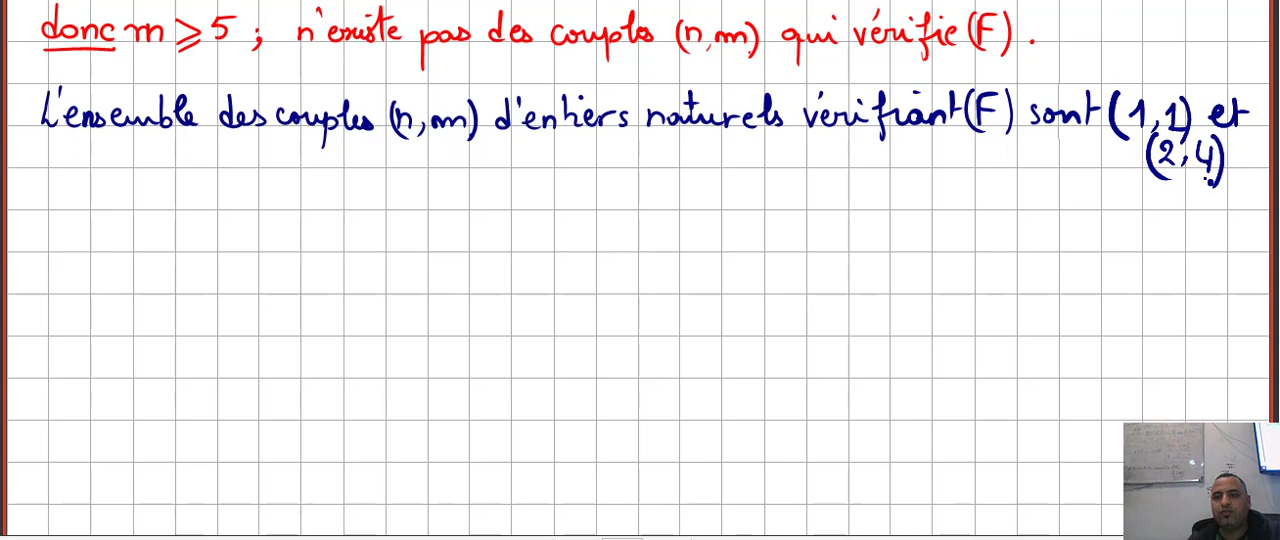 donc m ⩾ 5 ; n'existe pas des couples (n,m) qui vérifie (F).
L'ensemble des couples (n,m) d'entiers naturels vérifiant (F) sont (1,1) et
(2,4)